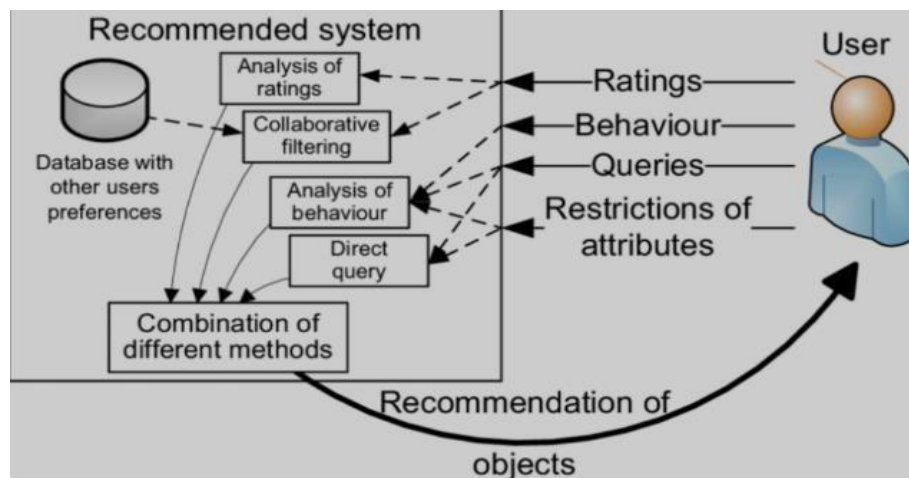 Recommended system
User
Analysis of
ratings
Ratings
Collaborative
filtering
Behaviour
Database with
other users
preferences
Queries
Analysis of
behaviour
Restrictions of
attributes
Direct
query
Combination of
different methods
Recommendation of
objects